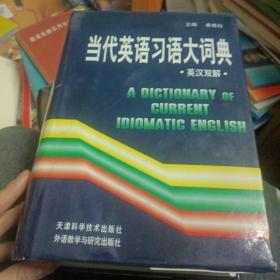 主编 秦秀白
当代英语习语大词典
·英汉双解·
A DICTIONARY OF
CURRENT
IDIOMATIC ENGLISH
天津科学技术出版社
外语教学与研究出版社